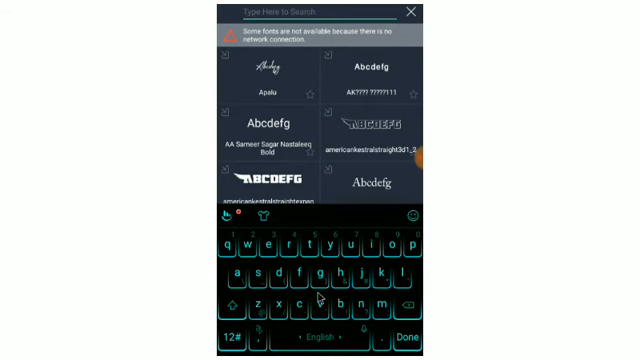 Type Here to Search
Some fonts are not available because there is no
network connection.
Abcdefg
Abcdefg
Apalu
AK???? ?????111
Abcdefg
ABCDEFG
AA Sameer Sagar Nastaleeq
Bold
americankestralstraight3d1_2
ABCDEFG
Abcdefg
americankestralstraightexpan
1 2 3 4 5 6 7 8 9 0
q w e r t y u i o p
a s d f g h j k l
z x c v b n m
12# English . Done